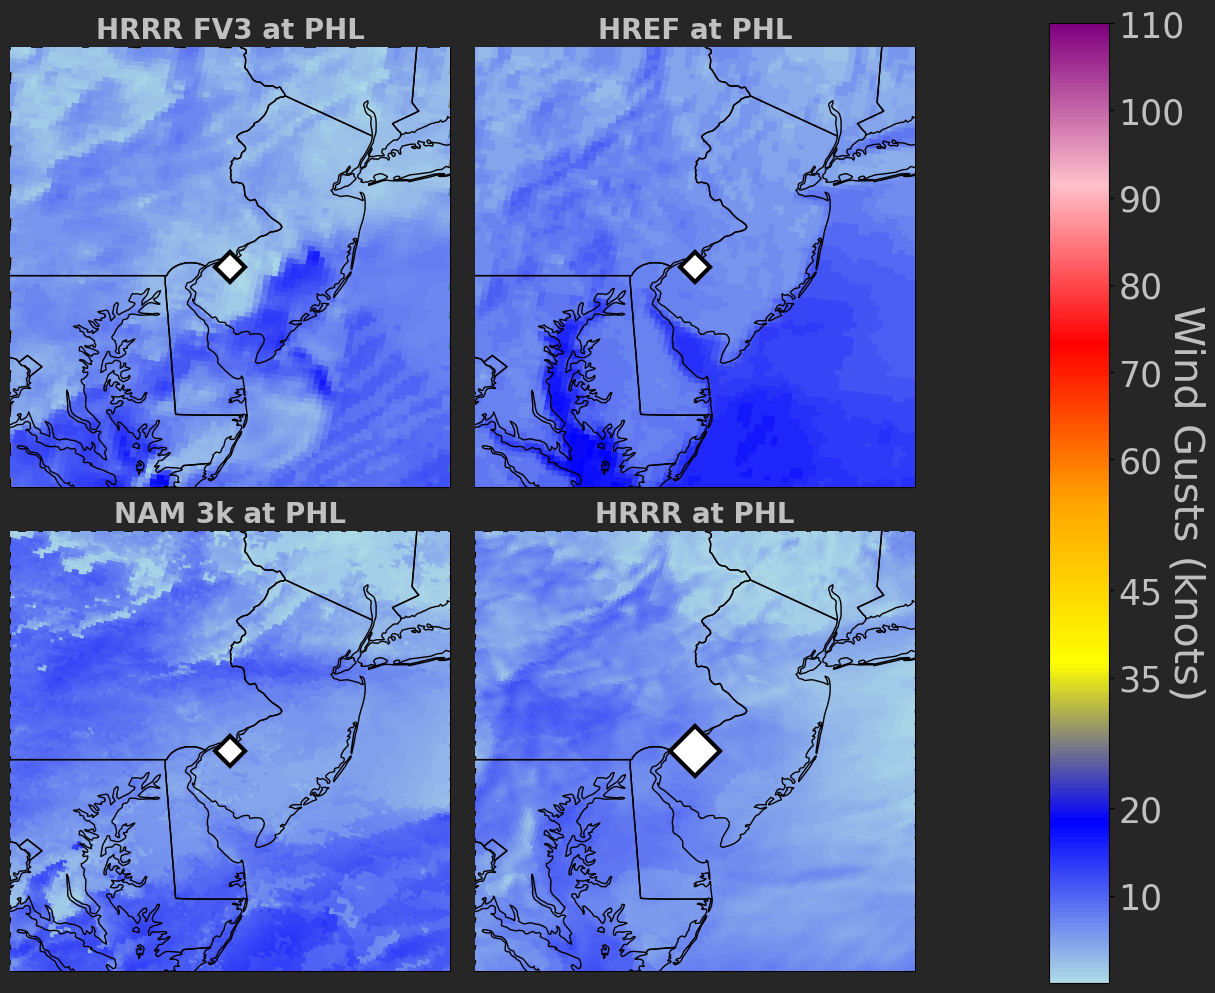 HRRR FV3 at PHL
HREF at PHL
NAM 3k at PHL
HRRR at PHL
110
100
90
80
70
60
45
35
20
10
Wind Gusts (knots)